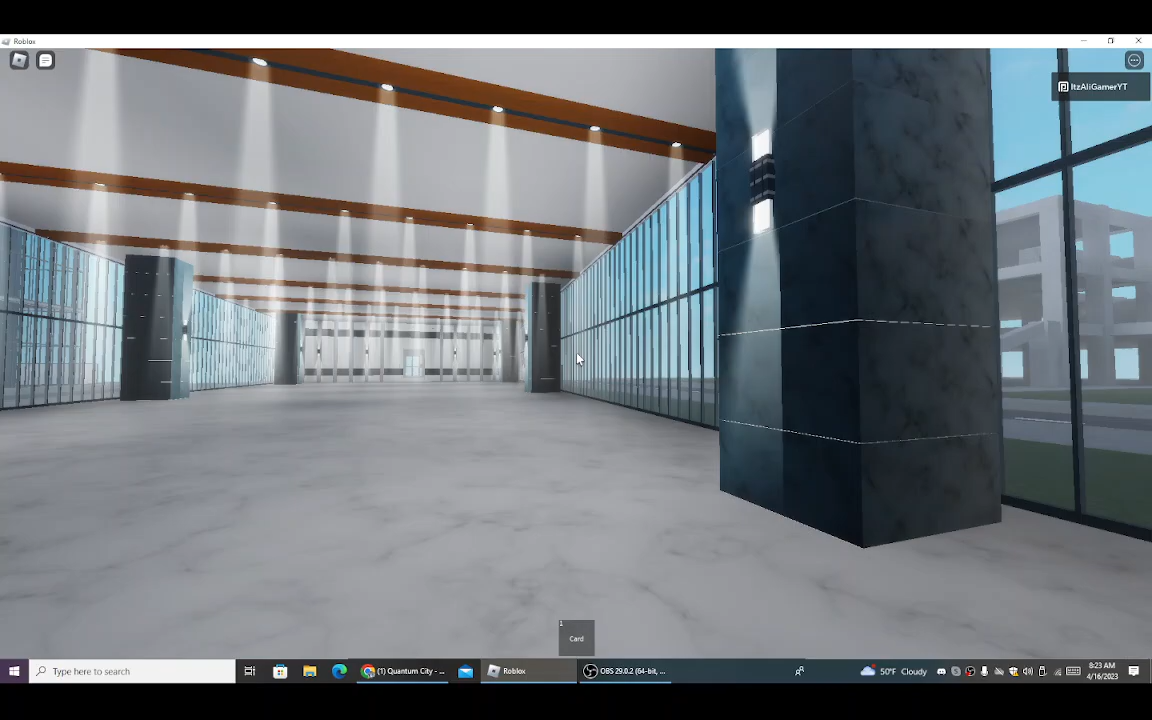 Roblox
ItzAliGamerYT
1
Card
Type here to search
(1) Quantum City - ...
Roblox
OBS 29.0.2 (64-bit, ...
50°F Cloudy
8:23 AM
4/16/2023